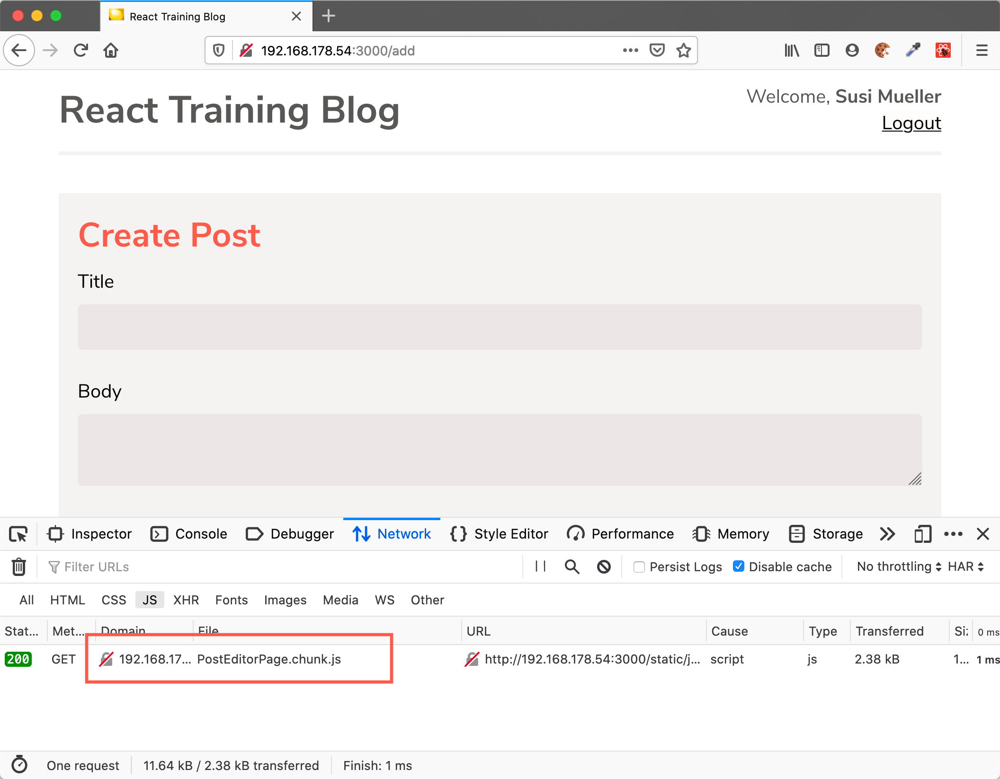 React Training Blog
192.168.178.54:3000/add
React Training Blog
Welcome, Susi Mueller
Logout
Create Post
Title
Body
Inspector Console Debugger Network Style Editor Performance Memory Storage
Filter URLs Persist Logs Disable cache No throttling HAR
All HTML CSS JS XHR Fonts Images Media WS Other
Stat... Met... Domain File URL Cause Type Transferred Si 0 ms
200 GET 192.168.17... PostEditorPage.chunk.js http://192.168.178.54:3000/static/j... script js 2.38 kB 1... 1 ms
One request 11.64 kB / 2.38 kB transferred Finish: 1 ms